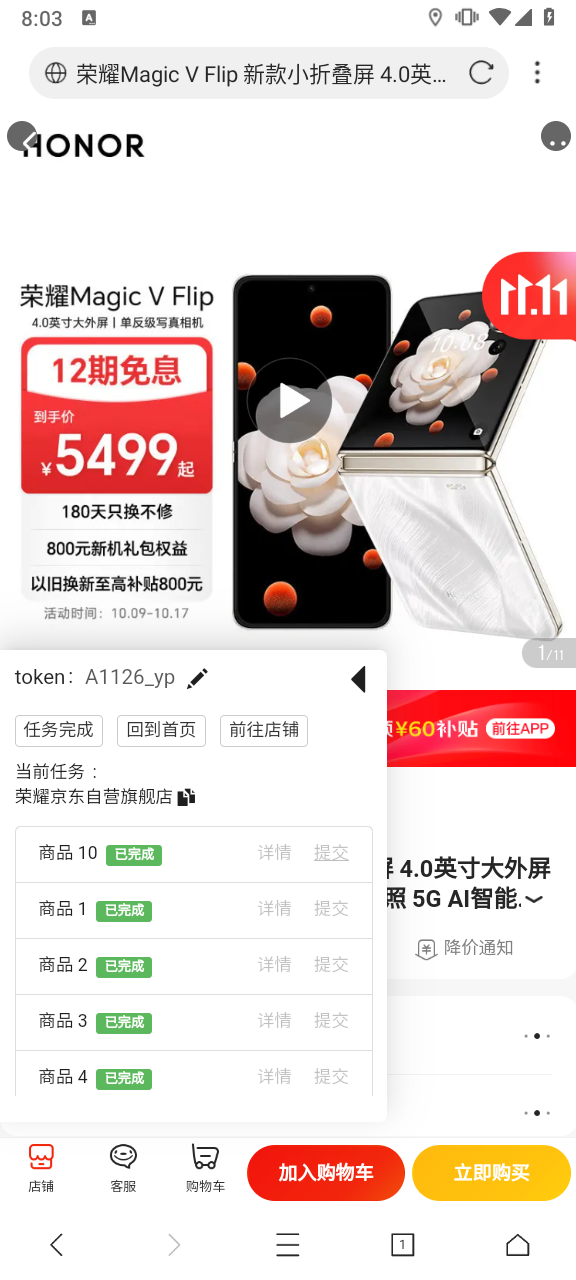 8:03
荣耀Magic V Flip 新款小折叠屏 4.0英…
HONOR
荣耀Magic V Flip
4.0英寸大外屏丨单反级写真相机
11.11
12期免息
到手价
¥5499起
10:08
180天只换不修
800元新机礼包权益
以旧换新至高补贴800元
活动时间：10.09-10.17
1/11
token： A1126_yp
¥60补贴 前往APP
任务完成 回到首页 前往店铺
当前任务 ：
荣耀京东自营旗舰店
商品 10 已完成 详情 提交
屏 4.0英寸大外屏
照 5G AI智能.
商品 1 已完成 详情 提交
降价通知
商品 2 已完成 详情 提交
商品 3 已完成 详情 提交
商品 4 已完成 详情 提交
店铺 客服 购物车 加入购物车 立即购买
1